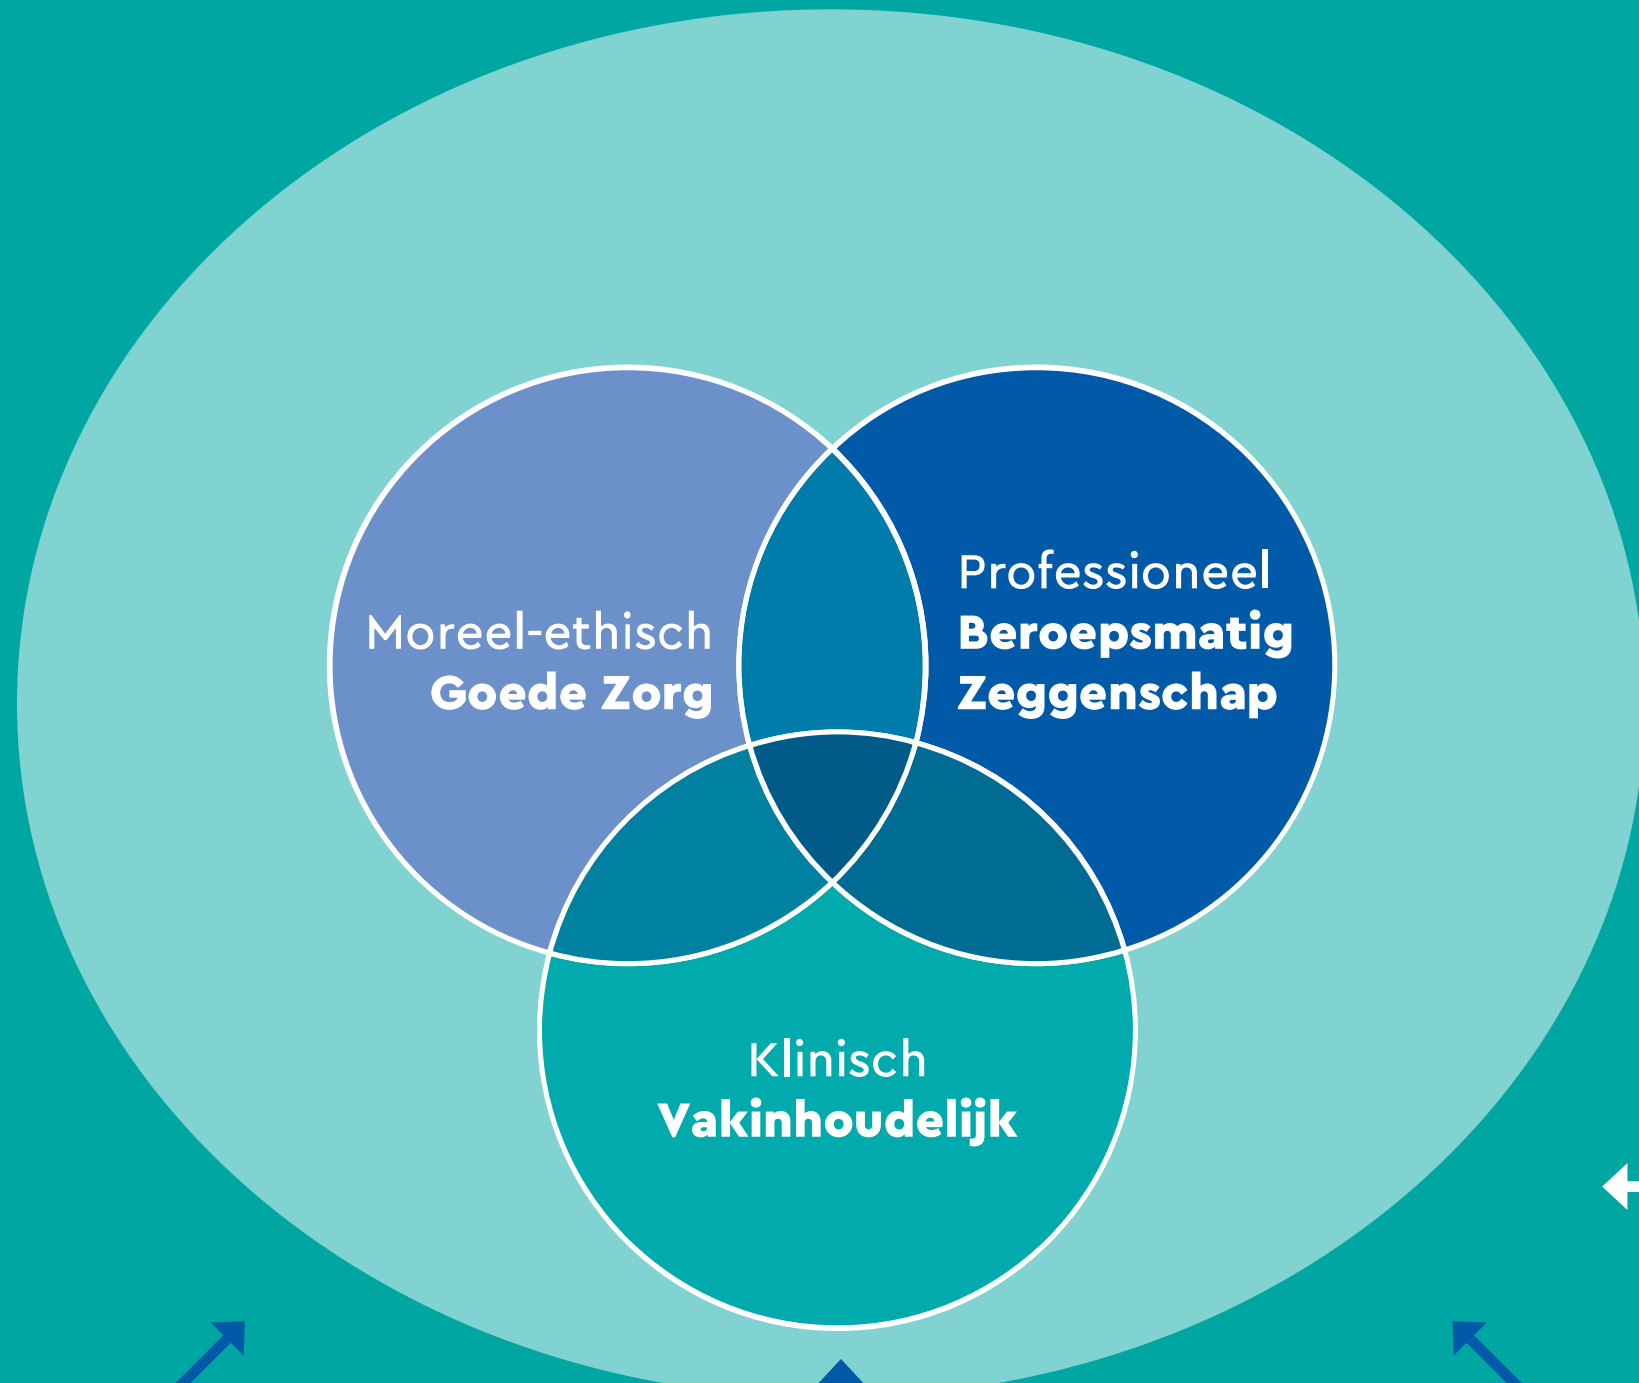 Moreel-ethisch
Goede Zorg
Professioneel
Beroepsmatig
Zeggenschap
Klinisch
Vakinhoudelijk